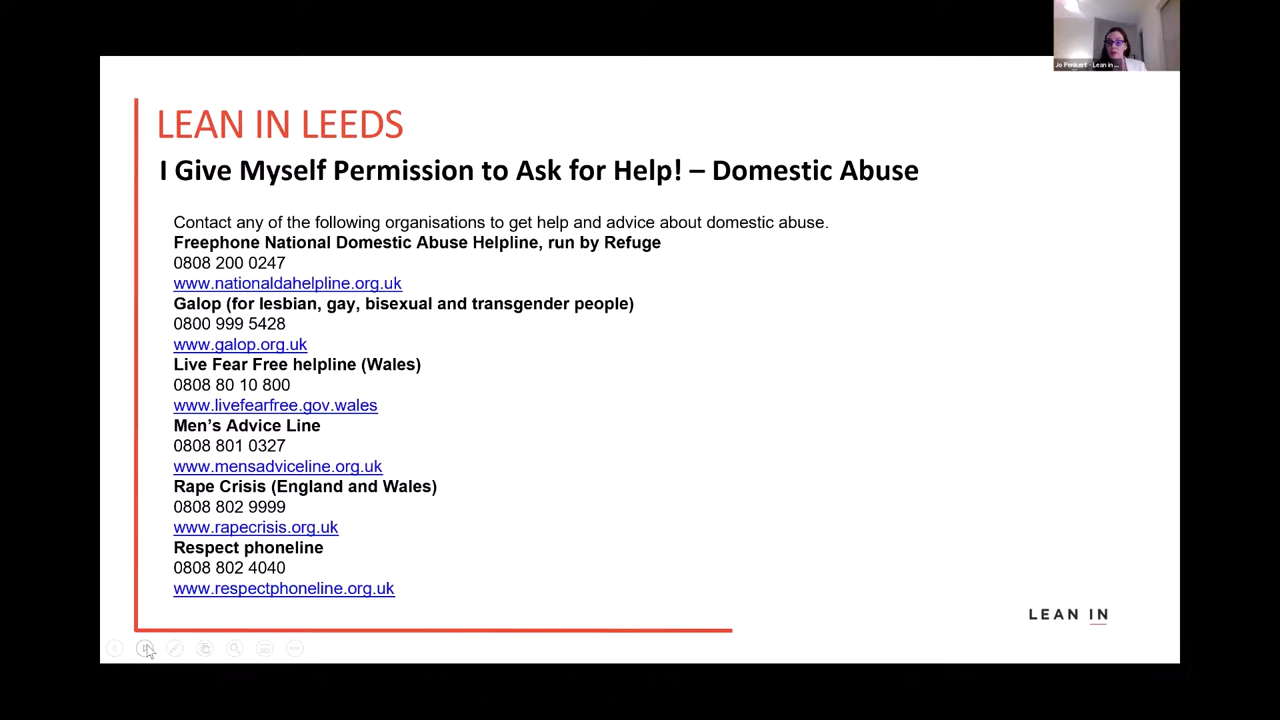 Jo Penkert - Lean in ...
LEAN IN LEEDS
I Give Myself Permission to Ask for Help! – Domestic Abuse
Contact any of the following organisations to get help and advice about domestic abuse.
Freephone National Domestic Abuse Helpline, run by Refuge
0808 200 0247
www.nationaldahelpline.org.uk
Galop (for lesbian, gay, bisexual and transgender people)
0800 999 5428
www.galop.org.uk
Live Fear Free helpline (Wales)
0808 80 10 800
www.livefearfree.gov.wales
Men’s Advice Line
0808 801 0327
www.mensadviceline.org.uk
Rape Crisis (England and Wales)
0808 802 9999
www.rapecrisis.org.uk
Respect phoneline
0808 802 4040
www.respectphoneline.org.uk
LEAN IN